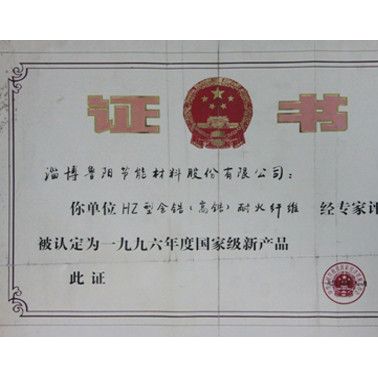 证 书
淄博鲁阳节能材料股份有限公司：
你单位 HZ型含锆（高锆）耐火纤维 经专家评
被认定为一九九六年度国家级新产品
此 证